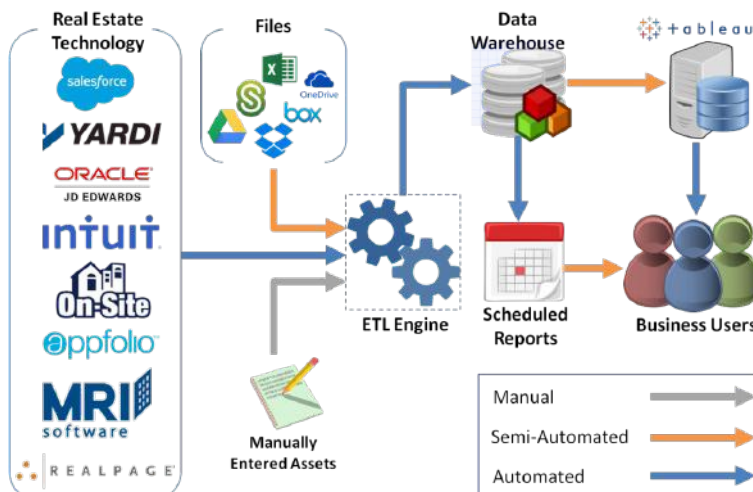 Real Estate
Technology
salesforce
YARDI
ORACLE
JD EDWARDS
INTUIT
On-Site
appfolio
MRI
software
REALPAGE
Files
OneDrive
box
Manually
Entered Assets
ETL Engine
Data
Warehouse
Scheduled
Reports
tableau
Business Users
Manual
Semi-Automated
Automated